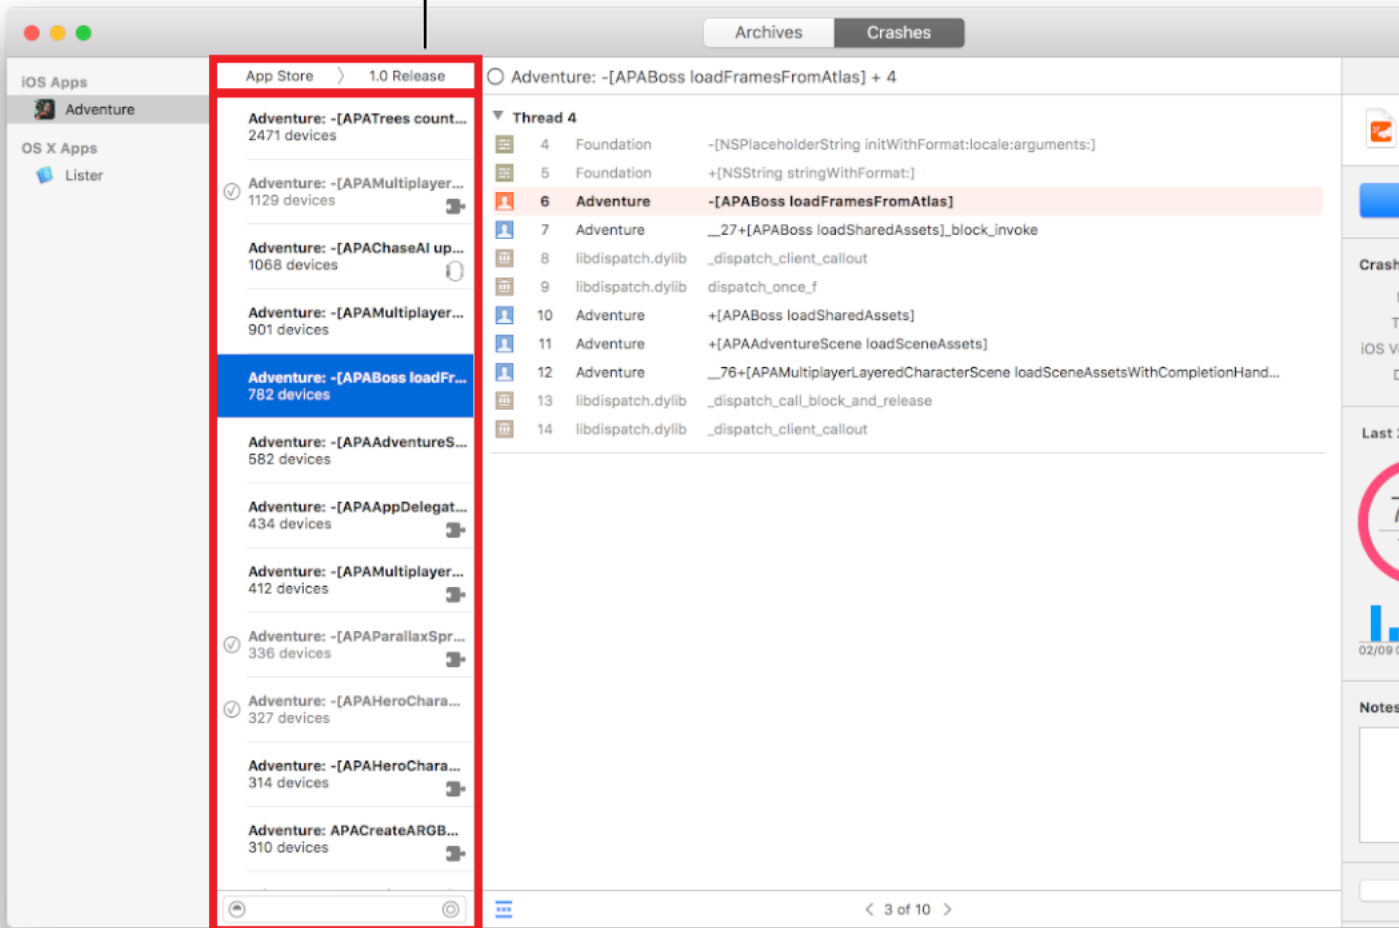 Archives
Crashes
iOS Apps
Adventure
OS X Apps
Lister
App Store
1.0 Release
Adventure: -[APATrees count...
2471 devices
Adventure: -[APAMultiplayer...
1129 devices
Adventure: -[APAChaseAI up...
1068 devices
Adventure: -[APAMultiplayer...
901 devices
Adventure: -[APABoss loadFr...
782 devices
Adventure: -[APAAdventureS...
582 devices
Adventure: -[APAAppDelegat...
434 devices
Adventure: -[APAMultiplayer...
412 devices
Adventure: -[APAParallaxSpr...
336 devices
Adventure: -[APAHeroChara...
327 devices
Adventure: -[APAHeroChara...
314 devices
Adventure: APACreateARGB...
310 devices
Adventure: -[APABoss loadFramesFromAtlas] + 4
Thread 4
4 Foundation -[NSPlaceholderString initWithFormat:locale:arguments:]
5 Foundation +[NSString stringWithFormat:]
6 Adventure -[APABoss loadFramesFromAtlas]
7 Adventure __27+[APABoss loadSharedAssets]_block_invoke
8 libdispatch.dylib _dispatch_client_callout
9 libdispatch.dylib dispatch_once_f
10 Adventure +[APABoss loadSharedAssets]
11 Adventure +[APAAdventureScene loadSceneAssets]
12 Adventure __76+[APAMultiplayerLayeredCharacterScene loadSceneAssetsWithCompletionHand...
13 libdispatch.dylib _dispatch_call_block_and_release
14 libdispatch.dylib _dispatch_client_callout
3 of 10
Crash
iOS V
Last
02/09
Notes